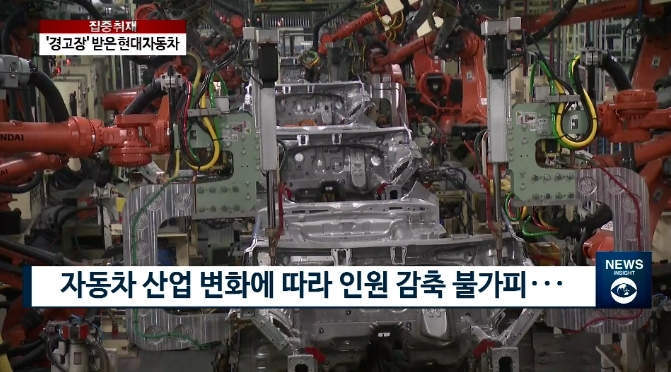 집중취재
'경고장' 받은 현대자동차
자동차 산업 변화에 따라 인원 감축 불가피···
NEWS
INSIGHT